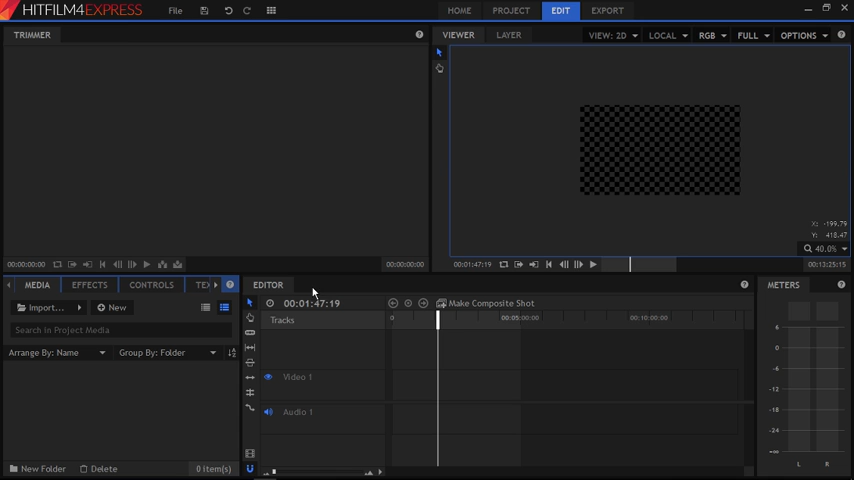 HITFILM4EXPRESS File HOME PROJECT EDIT EXPORT
TRIMMER
VIEWER LAYER VIEW: 2D LOCAL RGB FULL OPTIONS
X: -199.79
Y: 418.47
40.0%
00:00:00:00 00:00:00:00
00:01:47:19 00:13:25:15
MEDIA EFFECTS CONTROLS TEX
Import... New
Search in Project Media
Arrange By: Name Group By: Folder
New Folder Delete 0 item(s)
EDITOR
00:01:47:19 Make Composite Shot
Tracks 0 00:05:00:00 00:10:00:00
Video 1
Audio 1
METERS
6
0
-6
-12
-18
-24
-∞
L R